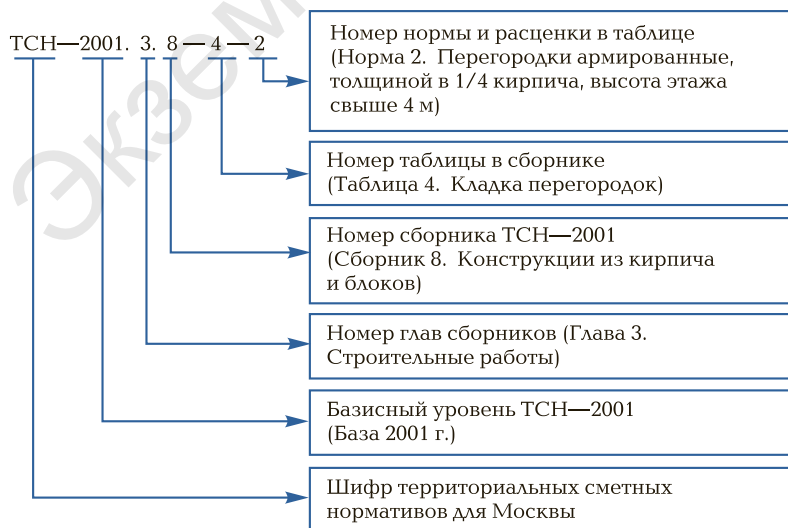 ТСН—2001. 3. 8 — 4 — 2
Номер нормы и расценки в таблице
(Норма 2. Перегородки армированные,
толщиной в 1/4 кирпича, высота этажа
свыше 4 м)
Номер таблицы в сборнике
(Таблица 4. Кладка перегородок)
Номер сборника ТСН—2001
(Сборник 8. Конструкции из кирпича
и блоков)
Номер глав сборников (Глава 3.
Строительные работы)
Базисный уровень ТСН—2001
(База 2001 г.)
Шифр территориальных сметных
нормативов для Москвы
Экзем